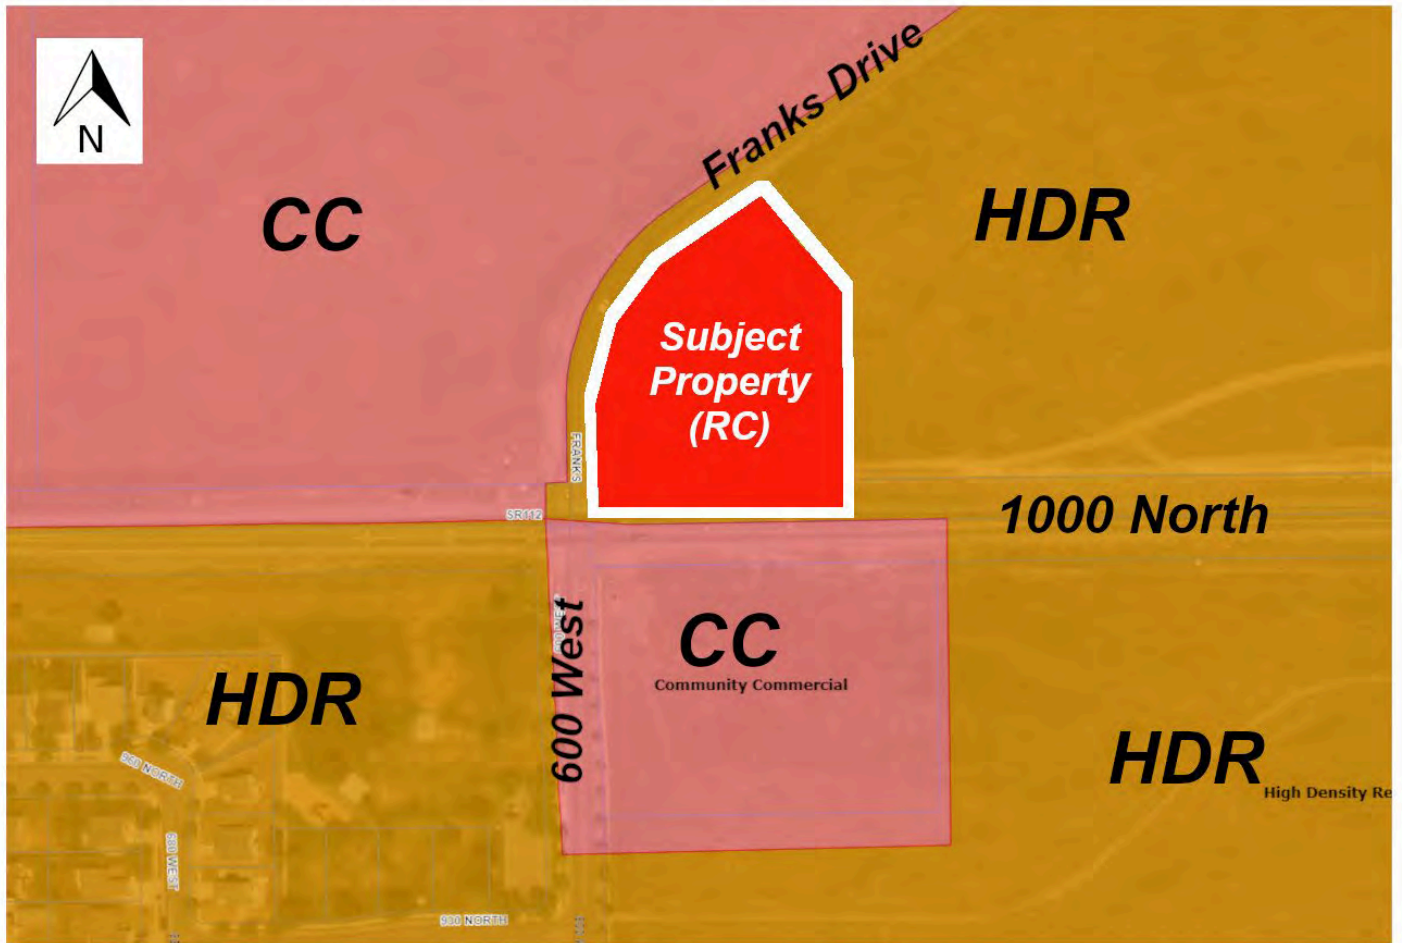 N
Franks Drive
CC
HDR
Subject
Property
(RC)
FRANKS
SR112
1000 North
600 West
CC
Community Commercial
HDR
HDR
High Density Re
960 NORTH
680 WEST
930 NORTH